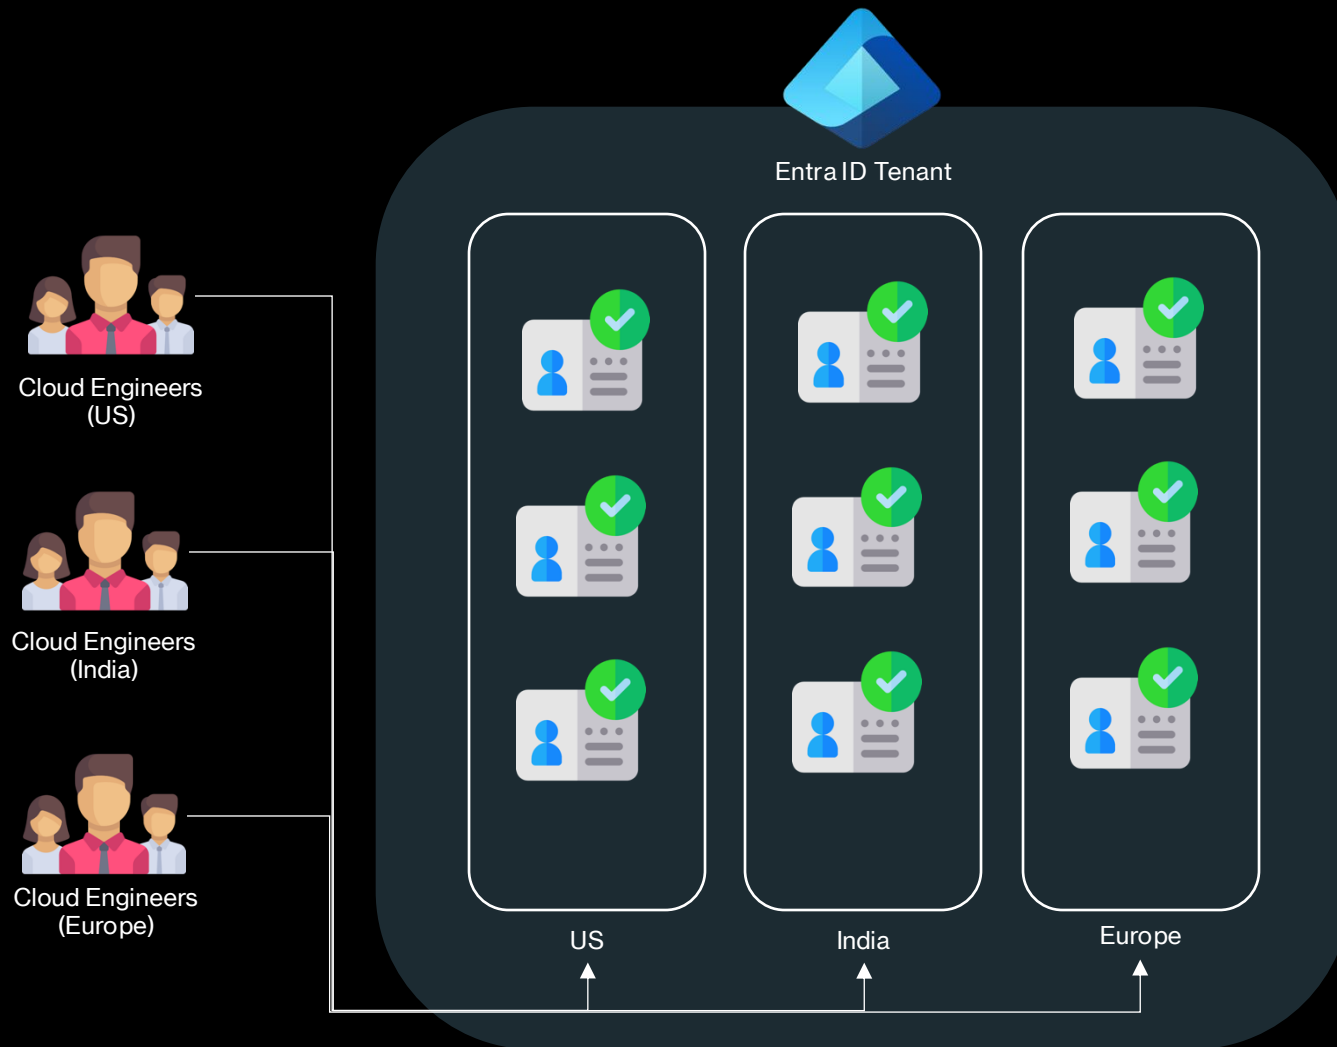 Entra ID Tenant
Cloud Engineers
(US)
Cloud Engineers
(India)
Cloud Engineers
(Europe)
US
India
Europe